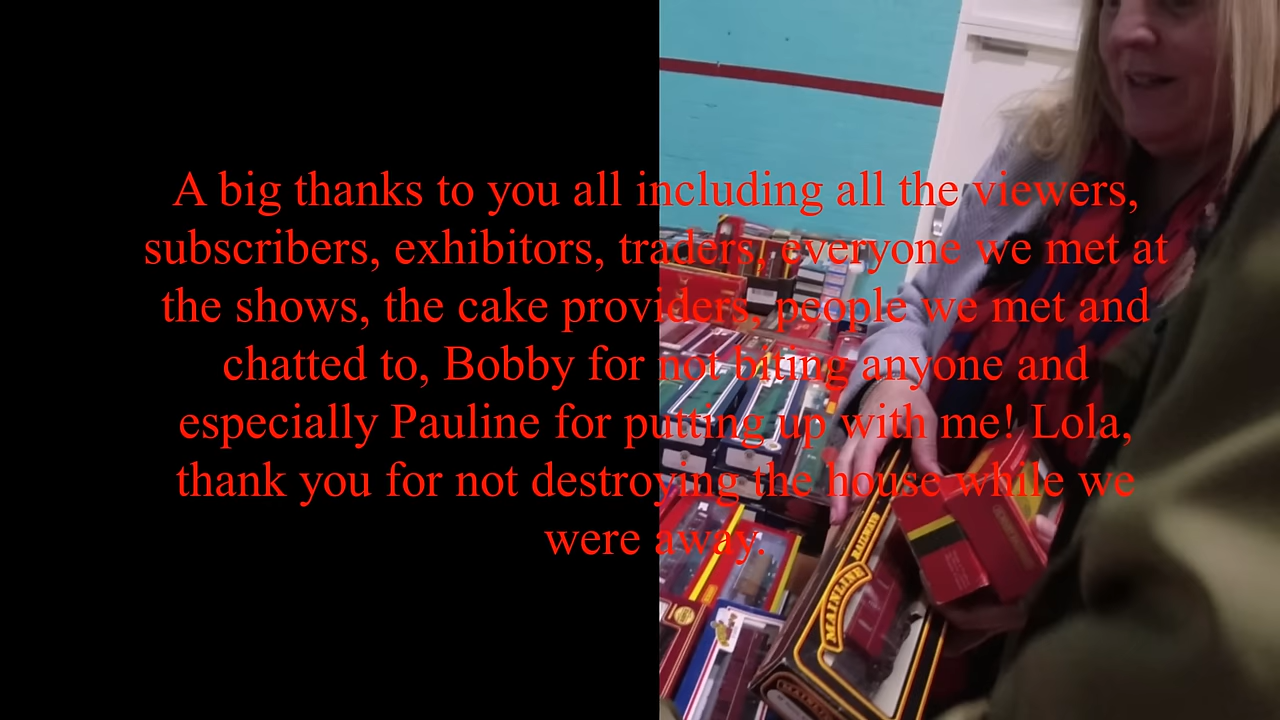 A big thanks to you all including all the viewers,
subscribers, exhibitors, traders, everyone we met at
the shows, the cake providers, people we met and
chatted to, Bobby for not biting anyone and
especially Pauline for putting up with me! Lola,
thank you for not destroying the house while we
were away.
MAINLINE
RAILWAYS